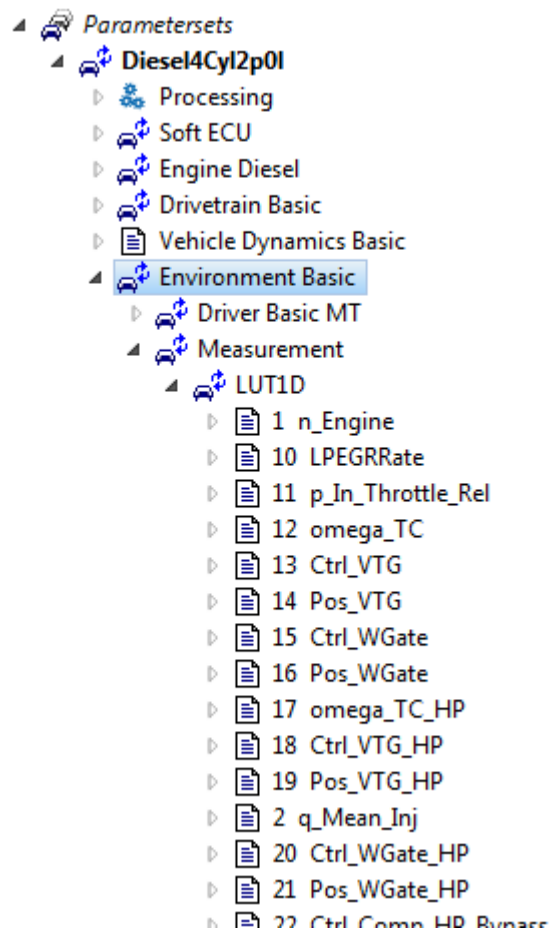 Parametersets
Diesel4Cyl2p0l
Processing
Soft ECU
Engine Diesel
Drivetrain Basic
Vehicle Dynamics Basic
Environment Basic
Driver Basic MT
Measurement
LUT1D
1 n_Engine
10 LPEGRRate
11 p_In_Throttle_Rel
12 omega_TC
13 Ctrl_VTG
14 Pos_VTG
15 Ctrl_WGate
16 Pos_WGate
17 omega_TC_HP
18 Ctrl_VTG_HP
19 Pos_VTG_HP
2 q_Mean_Inj
20 Ctrl_WGate_HP
21 Pos_WGate_HP
22 Ctrl_Comp_HP_Bypass